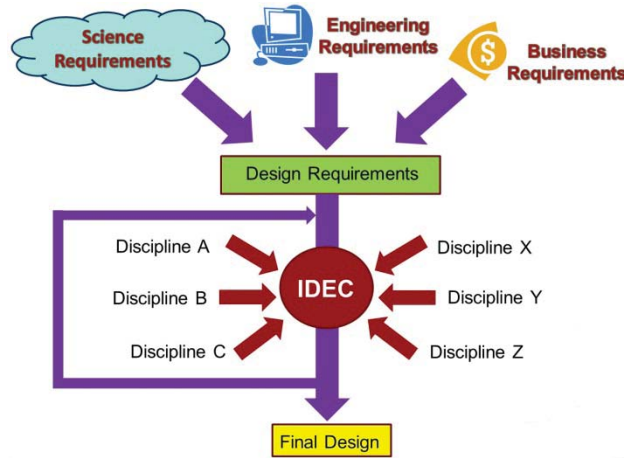 Science
Requirements
Engineering
Requirements
$
Business
Requirements
Design Requirements
Discipline A
Discipline X
Discipline B
IDEC
Discipline Y
Discipline C
Discipline Z
Final Design